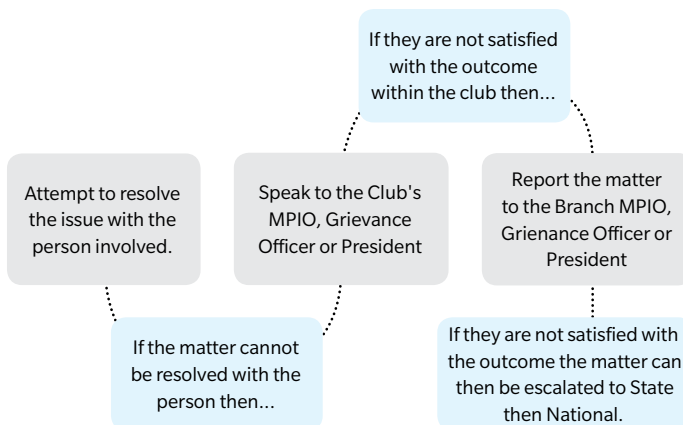 Attempt to resolve
the issue with the
person involved.
If the matter cannot
be resolved with the
person then...
Speak to the Club's
MPIO, Grievance
Officer or President
If they are not satisfied
with the outcome
within the club then...
Report the matter
to the Branch MPIO,
Grienance Officer or
President
If they are not satisfied with
the outcome the matter can
then be escalated to State
then National.